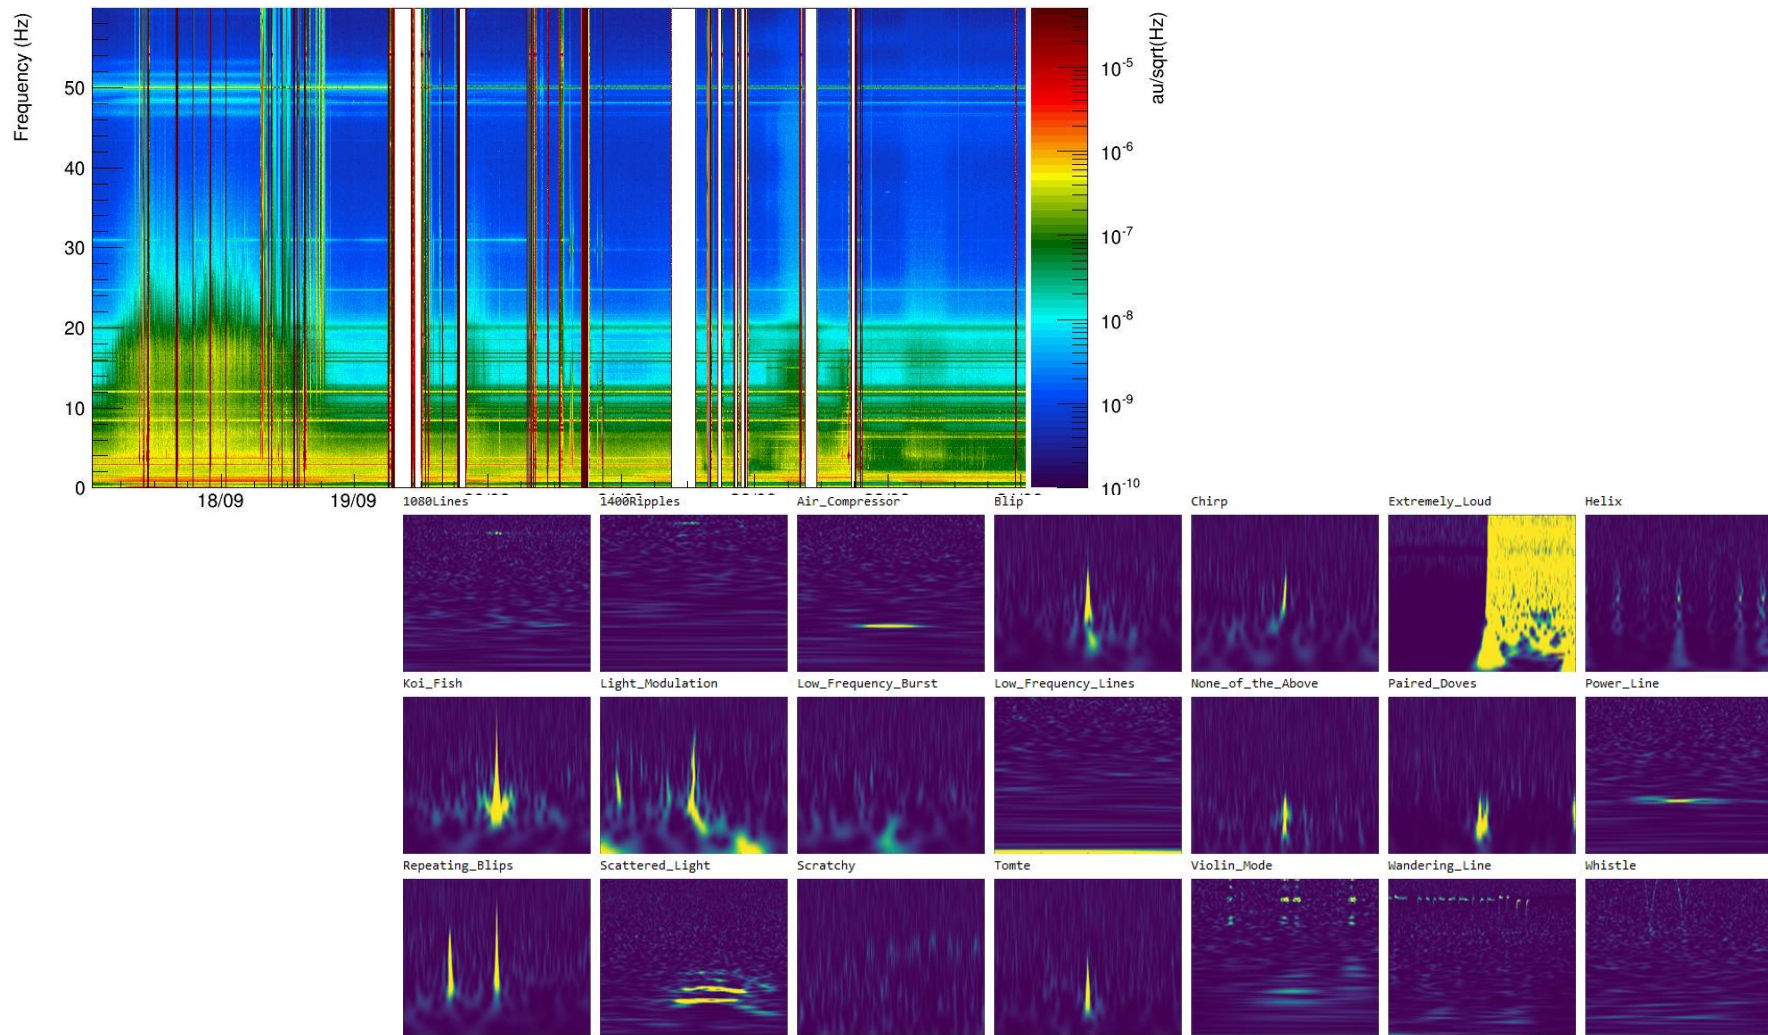 Frequency (Hz)
50
40
30
20
10
0
18/09
19/09
10^-5
10^-6
10^-7
10^-8
10^-9
10^-10
au/sqrt(Hz)
1080Lines 1400Ripples Air_Compressor Blip Chirp Extremely_Loud Helix
Koi_Fish Light_Modulation Low_Frequency_Burst Low_Frequency_Lines None_of_the_Above Paired_Doves Power_Line
Repeating_Blips Scattered_Light Scratchy Tomte Violin_Mode Wandering_Line Whistle